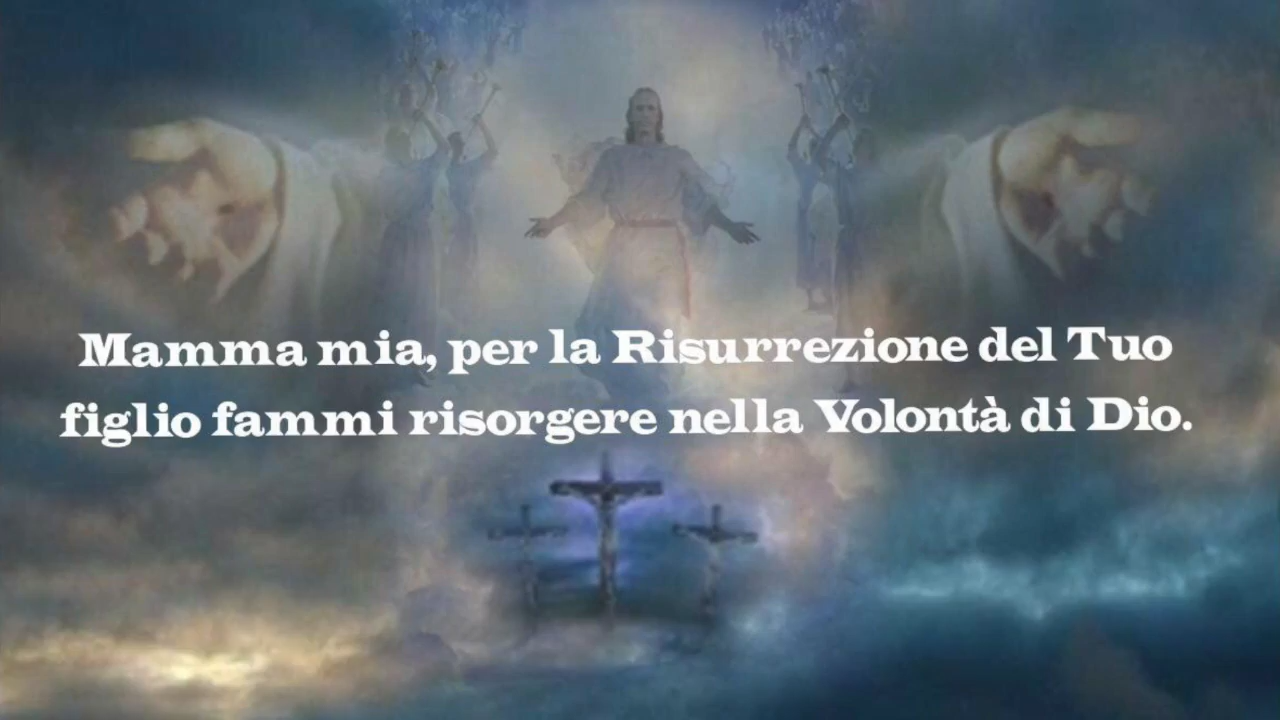 Mamma mia, per la Risurrezione del Tuo
figlio fammi risorgere nella Volontà di Dio.